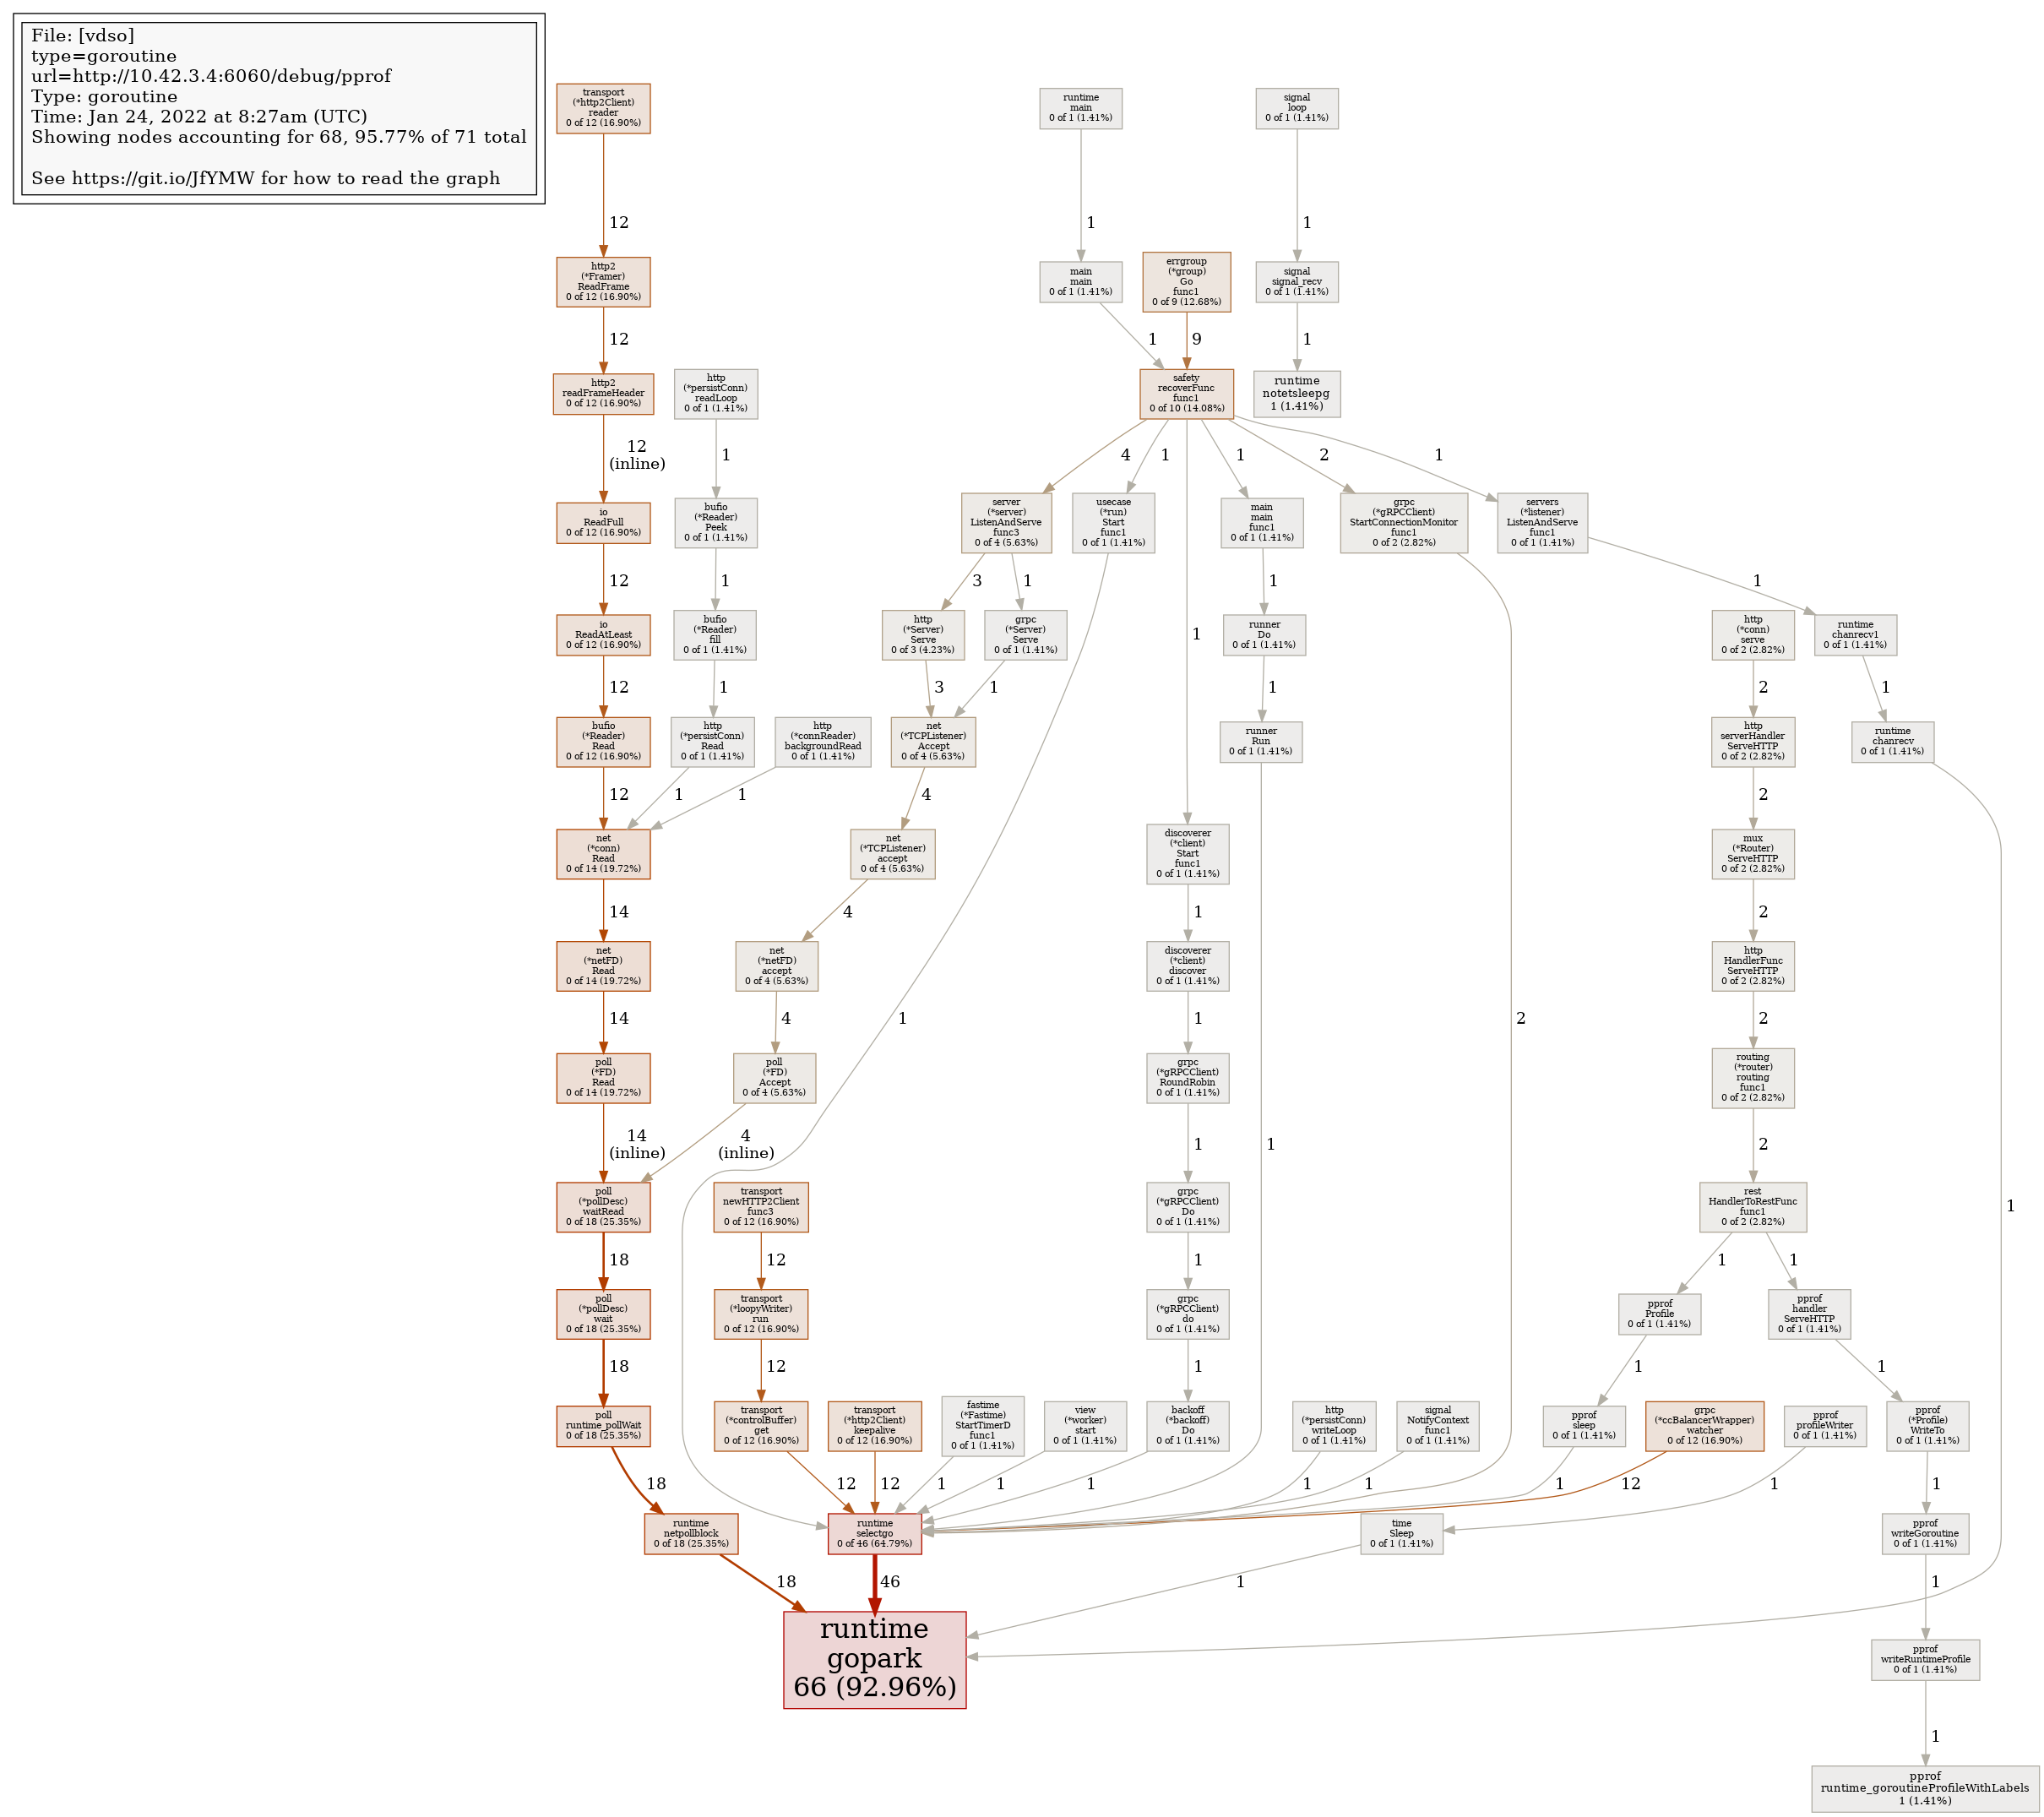 File: [vdso]
type=goroutine
url=http://10.42.3.4:6060/debug/pprof
Type: goroutine
Time: Jan 24, 2022 at 8:27am (UTC)
Showing nodes accounting for 68, 95.77% of 71 total
See https://git.io/JfYMW for how to read the graph
transport
(*http2Client)
reader
0 of 12 (16.90%)
runtime
main
0 of 1 (1.41%)
signal
loop
0 of 1 (1.41%)
12
1
1
http2
(*Framer)
ReadFrame
0 of 12 (16.90%)
main
main
0 of 1 (1.41%)
errgroup
(*group)
Go
func1
0 of 9 (12.68%)
signal
signal_recv
0 of 1 (1.41%)
12
1
9
1
http2
readFrameHeader
0 of 12 (16.90%)
http
(*persistConn)
readLoop
0 of 1 (1.41%)
safety
recoverFunc
func1
0 of 10 (14.08%)
runtime
notetsleepg
1 (1.41%)
12
(inline)
1
4
1
1
2
1
io
ReadFull
0 of 12 (16.90%)
bufio
(*Reader)
Peek
0 of 1 (1.41%)
server
(*server)
ListenAndServe
func3
0 of 4 (5.63%)
usecase
(*run)
Start
func1
0 of 1 (1.41%)
main
main
func1
0 of 1 (1.41%)
grpc
(*gRPCClient)
StartConnectionMonitor
func1
0 of 2 (2.82%)
servers
(*listener)
ListenAndServe
func1
0 of 1 (1.41%)
12
1
3
1
1
1
1
io
ReadAtLeast
0 of 12 (16.90%)
bufio
(*Reader)
fill
0 of 1 (1.41%)
http
(*Server)
Serve
0 of 3 (4.23%)
grpc
(*Server)
Serve
0 of 1 (1.41%)
runner
Do
0 of 1 (1.41%)
http
(*conn)
serve
0 of 2 (2.82%)
runtime
chanrecv1
0 of 1 (1.41%)
12
1
3
1
1
2
1
bufio
(*Reader)
Read
0 of 12 (16.90%)
http
(*persistConn)
Read
0 of 1 (1.41%)
http
(*connReader)
backgroundRead
0 of 1 (1.41%)
net
(*TCPListener)
Accept
0 of 4 (5.63%)
runner
Run
0 of 1 (1.41%)
http
serverHandler
ServeHTTP
0 of 2 (2.82%)
runtime
chanrecv
0 of 1 (1.41%)
12
1
1
4
2
net
(*conn)
Read
0 of 14 (19.72%)
net
(*TCPListener)
accept
0 of 4 (5.63%)
discoverer
(*client)
Start
func1
0 of 1 (1.41%)
mux
(*Router)
ServeHTTP
0 of 2 (2.82%)
14
4
1
2
net
(*netFD)
Read
0 of 14 (19.72%)
net
(*netFD)
accept
0 of 4 (5.63%)
discoverer
(*client)
discover
0 of 1 (1.41%)
http
HandlerFunc
ServeHTTP
0 of 2 (2.82%)
14
4
1
1
2
2
poll
(*FD)
Read
0 of 14 (19.72%)
poll
(*FD)
Accept
0 of 4 (5.63%)
grpc
(*gRPCClient)
RoundRobin
0 of 1 (1.41%)
routing
(*router)
routing
func1
0 of 2 (2.82%)
14
(inline)
4
(inline)
1
1
2
poll
(*pollDesc)
waitRead
0 of 18 (25.35%)
transport
newHTTP2Client
func3
0 of 12 (16.90%)
grpc
(*gRPCClient)
Do
0 of 1 (1.41%)
rest
HandlerToRestFunc
func1
0 of 2 (2.82%)
1
18
12
1
1
1
poll
(*pollDesc)
wait
0 of 18 (25.35%)
transport
(*loopyWriter)
run
0 of 12 (16.90%)
grpc
(*gRPCClient)
do
0 of 1 (1.41%)
pprof
Profile
0 of 1 (1.41%)
pprof
handler
ServeHTTP
0 of 1 (1.41%)
18
12
1
1
1
poll
runtime_pollWait
0 of 18 (25.35%)
transport
(*controlBuffer)
get
0 of 12 (16.90%)
transport
(*http2Client)
keepalive
0 of 12 (16.90%)
fastime
(*Fastime)
StartTimerD
func1
0 of 1 (1.41%)
view
(*worker)
start
0 of 1 (1.41%)
backoff
(*backoff)
Do
0 of 1 (1.41%)
http
(*persistConn)
writeLoop
0 of 1 (1.41%)
signal
NotifyContext
func1
0 of 1 (1.41%)
pprof
sleep
0 of 1 (1.41%)
grpc
(*ccBalancerWrapper)
watcher
0 of 12 (16.90%)
pprof
profileWriter
0 of 1 (1.41%)
pprof
(*Profile)
WriteTo
0 of 1 (1.41%)
18
12
12
1
1
1
1
1
1
12
1
1
runtime
netpollblock
0 of 18 (25.35%)
runtime
selectgo
0 of 46 (64.79%)
time
Sleep
0 of 1 (1.41%)
pprof
writeGoroutine
0 of 1 (1.41%)
18
46
1
1
runtime
gopark
66 (92.96%)
pprof
writeRuntimeProfile
0 of 1 (1.41%)
1
pprof
runtime_goroutineProfileWithLabels
1 (1.41%)